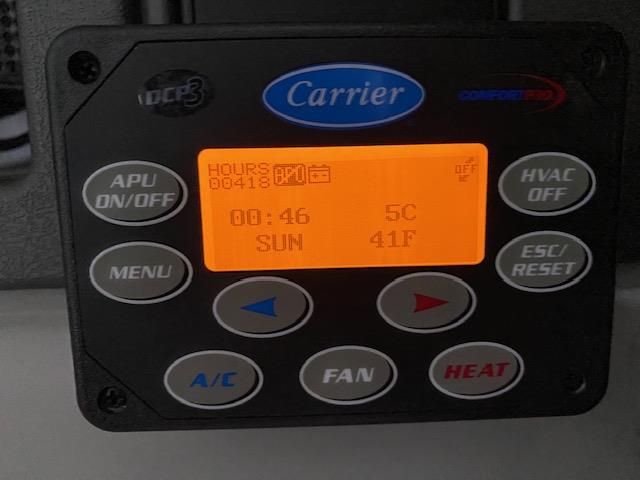 DCP3
Carrier
COMFORTPRO
APU
ON/OFF
HOURS
00418 APU
OFF
HVAC
OFF
00:46 5C
SUN 41F
MENU
ESC/
RESET
A/C
FAN
HEAT